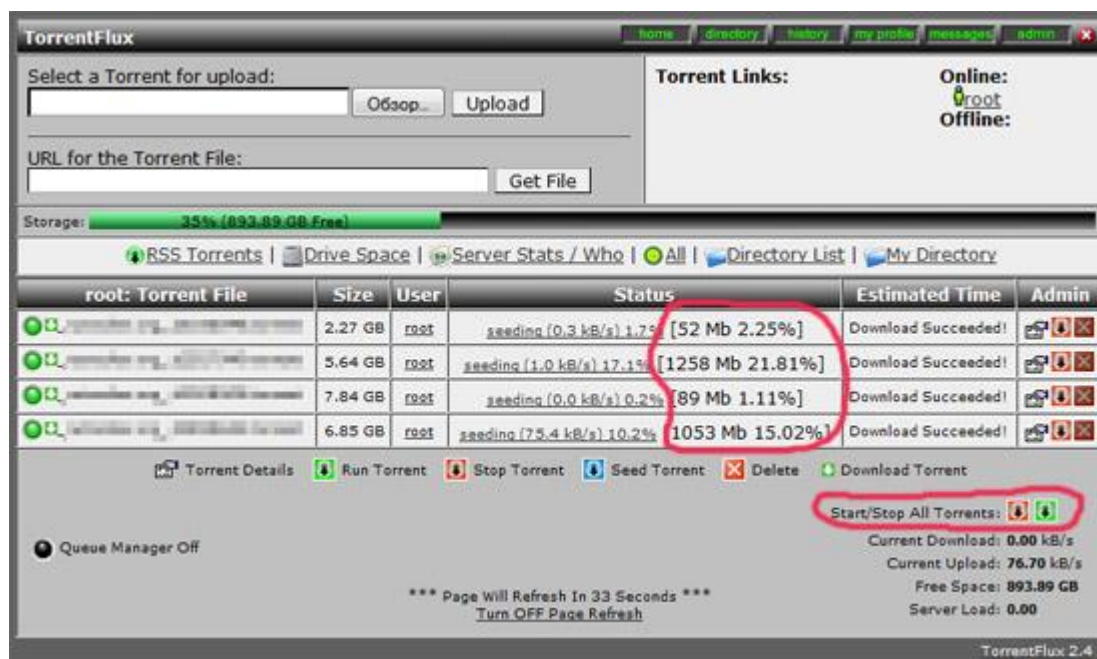 TorrentFlux home directory history my profile messages admin
Select a Torrent for upload:
Обзор... Upload
URL for the Torrent File:
Get File
Torrent Links: Online:
root
Offline:
Storage: 35% (893.89 GB Free)
RSS Torrents | Drive Space | Server Stats / Who | All | Directory List | My Directory
root: Torrent File Size User Status Estimated Time Admin
2.27 GB root seeding (0.3 kB/s) 1.7% [52 Mb 2.25%] Download Succeeded!
5.64 GB root seeding (1.0 kB/s) 17.1% [1258 Mb 21.81%] Download Succeeded!
7.84 GB root seeding (0.0 kB/s) 0.2% [89 Mb 1.11%] Download Succeeded!
6.85 GB root seeding (75.4 kB/s) 10.2% [1053 Mb 15.02%] Download Succeeded!
Torrent Details Run Torrent Stop Torrent Seed Torrent Delete Download Torrent
Start/Stop All Torrents:
Queue Manager Off
Current Download: 0.00 kB/s
Current Upload: 76.70 kB/s
Free Space: 893.89 GB
Server Load: 0.00
*** Page Will Refresh In 33 Seconds ***
Turn OFF Page Refresh
TorrentFlux 2.4